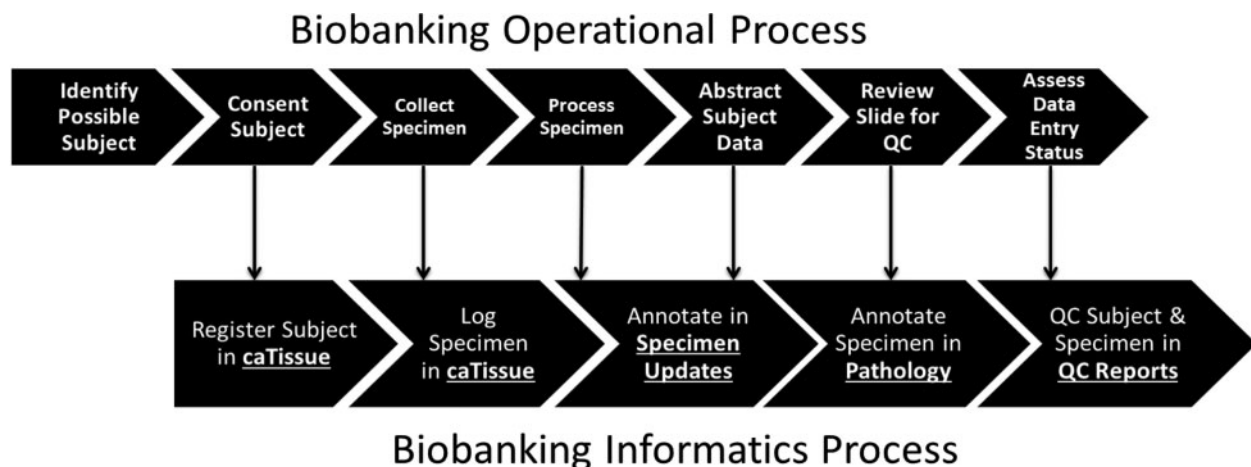 Biobanking Operational Process
Identify
Possible
Subject
Consent
Subject
Collect
Specimen
Process
Specimen
Abstract
Subject
Data
Review
Slide for
QC
Assess
Data
Entry
Status
Register Subject
in caTissue
Log
Specimen
in caTissue
Annotate in
Specimen
Updates
Annotate
Specimen in
Pathology
QC Subject &
Specimen in
QC Reports
Biobanking Informatics Process